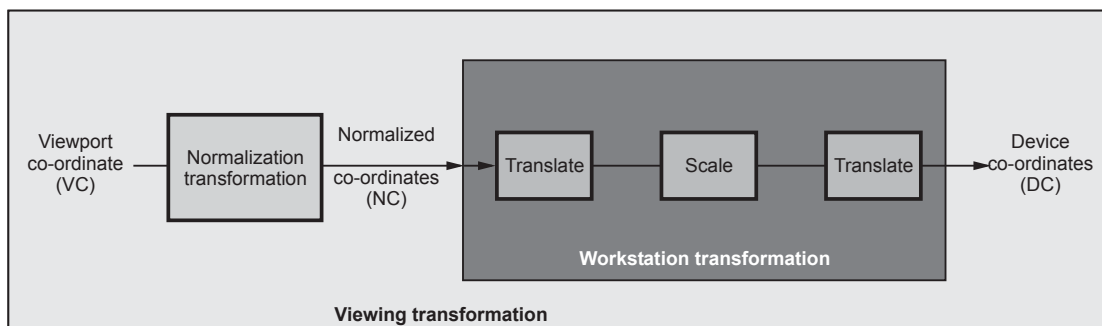 Viewport
co-ordinate
(VC)
Normalization
transformation
Normalized
co-ordinates
(NC)
Translate
Scale
Translate
Device
co-ordinates
(DC)
Workstation transformation
Viewing transformation